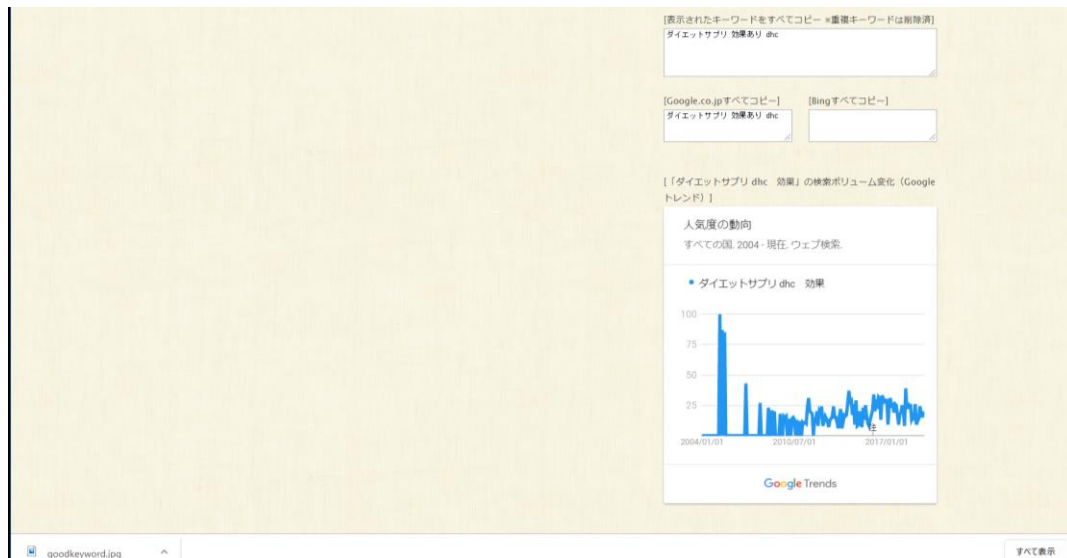 [表示されたキーワードをすべてコピー ※重複キーワードは削除済]
ダイエットサプリ 効果あり dhc
[Google.co.jpすべてコピー] [Bingすべてコピー]
ダイエットサプリ 効果あり dhc
[「ダイエットサプリ dhc　効果」の検索ボリューム変化（Google
トレンド）]
人気度の動向
すべての国. 2004 - 現在. ウェブ検索.
ダイエットサプリ dhc　効果
100
75
50
25
注
2004/01/01 2010/07/01 2017/01/01
Google Trends
goodkeyword.jpg すべて表示